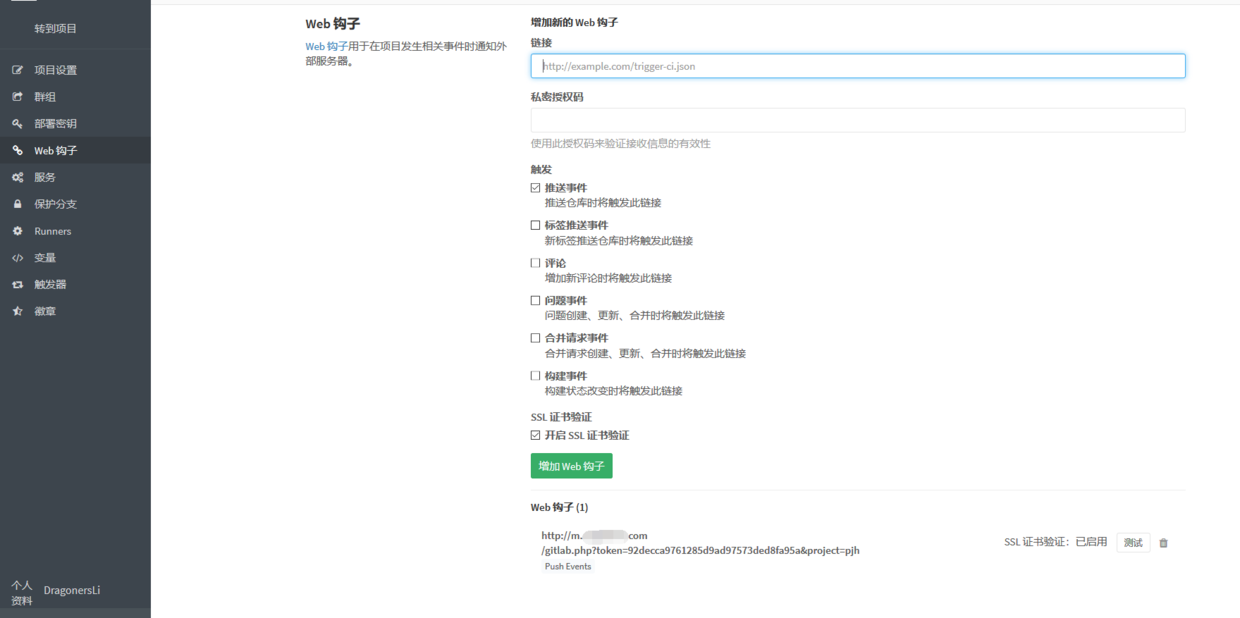 转到项目
项目设置
群组
部署密钥
Web 钩子
服务
保护分支
Runners
变量
触发器
徽章
个人
资料
DragonersLi
Web 钩子
Web 钩子用于在项目发生相关事件时通知外
部服务器。
增加新的 Web 钩子
链接
http://example.com/trigger-ci.json
私密授权码
使用此授权码来验证接收信息的有效性
触发
推送事件
推送仓库时将触发此链接
标签推送事件
新标签推送仓库时将触发此链接
评论
增加新评论时将触发此链接
问题事件
问题创建、更新、合并时将触发此链接
合并请求事件
合并请求创建、更新、合并时将触发此链接
构建事件
构建状态改变时将触发此链接
SSL 证书验证
开启 SSL 证书验证
增加 Web 钩子
Web 钩子 (1)
http://m. com
/gitlab.php?token=92decca9761285d9ad97573ded8fa95a&project=pjh
Push Events
SSL 证书验证：已启用
测试